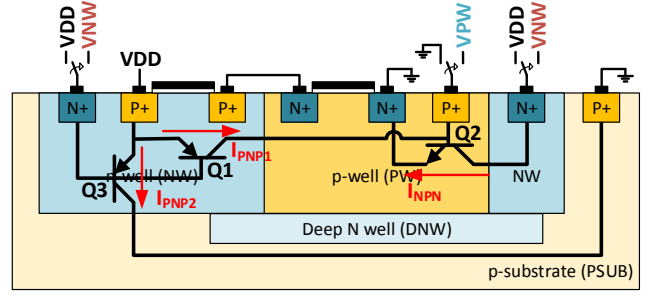 VDD
VNW
VDD
VPW
VDD
VNW
N+
P+
P+
N+
N+
P+
N+
P+
Q2
Q1
IPNP1
n-well (NW)
p-well (PW)
NW
Q3
IPNP2
INPN
Deep N well (DNW)
p-substrate (PSUB)